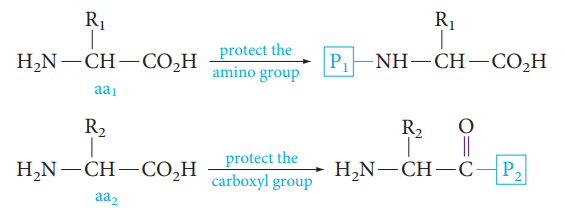 R₁
H₂N—CH—CO₂H
aa₁
protect the
amino group
R₁
P₁—NH—CH—CO₂H
R₂
H₂N—CH—CO₂H
aa₂
protect the
carboxyl group
R₂ O
H₂N—CH—C—P₂